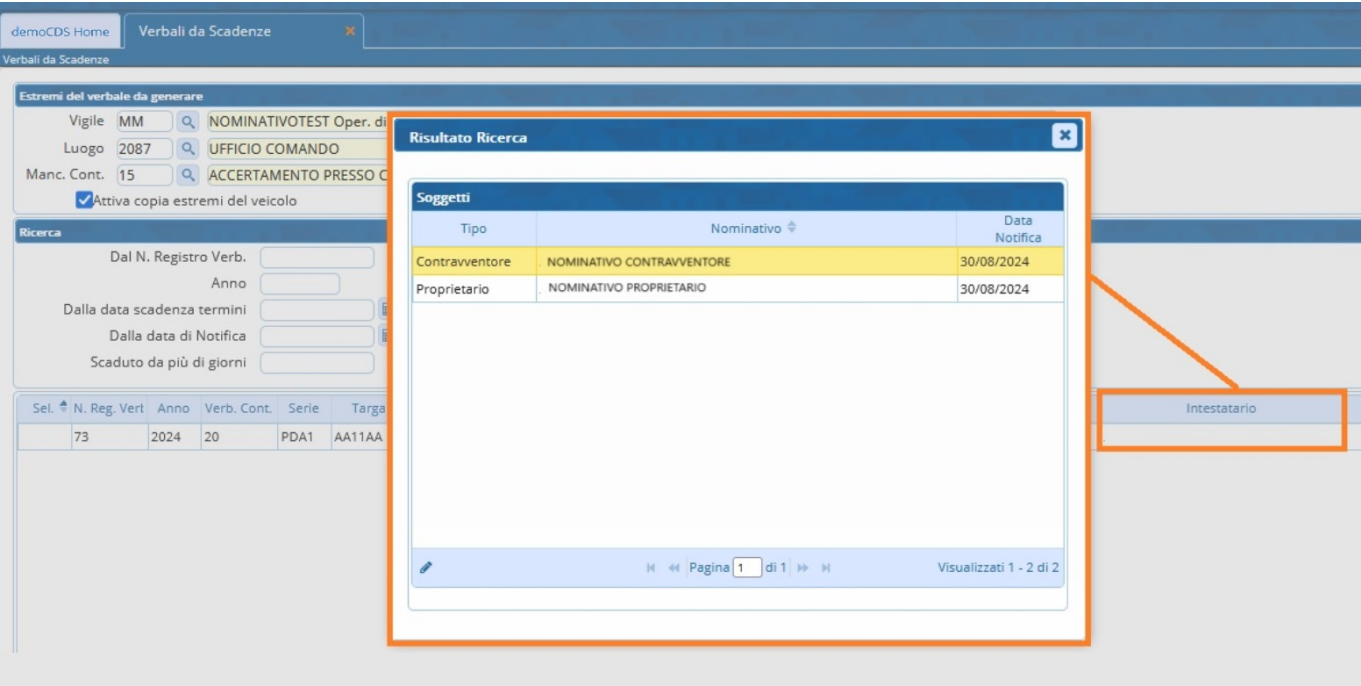 demoCDS Home
Verbali da Scadenze
Verbali da Scadenze
Estremi del verbale da generare
Vigile MM NOMINATIVOTEST Oper. di
Luogo 2087 UFFICIO COMANDO
Manc. Cont. 15 ACCERTAMENTO PRESSO C
Attiva copia estremi del veicolo
Ricerca
Dal N. Registro Verb.
Anno
Dalla data scadenza termini
Dalla data di Notifica
Scaduto da più di giorni
Sel. N. Reg. Vert Anno Verb. Cont. Serie Targa
73 2024 20 PDA1 AA11AA
Risultato Ricerca
Soggetti
Tipo Nominativo Data Notifica
Contravventore NOMINATIVO CONTRAVVENTORE 30/08/2024
Proprietario NOMINATIVO PROPRIETARIO 30/08/2024
Pagina 1 di 1 Visualizzati 1 - 2 di 2
Intestatario